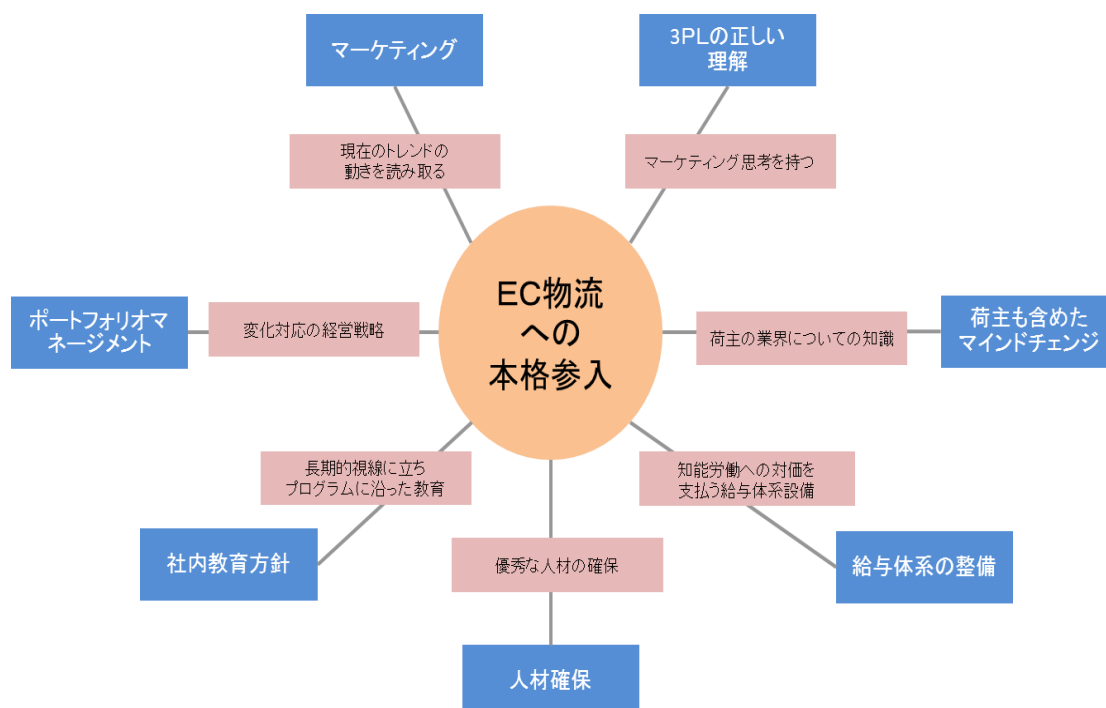 マーケティング
3PLの正しい
理解
現在のトレンドの
動きを読み取る
マーケティング思考を持つ
EC物流
への
本格参入
ポートフォリオマ
ネージメント
変化対応の経営戦略
荷主の業界についての知識
荷主も含めた
マインドチェンジ
長期的視線に立ち
プログラムに沿った教育
知能労働への対価を
支払う給与体系設備
社内教育方針
優秀な人材の確保
給与体系の整備
人材確保